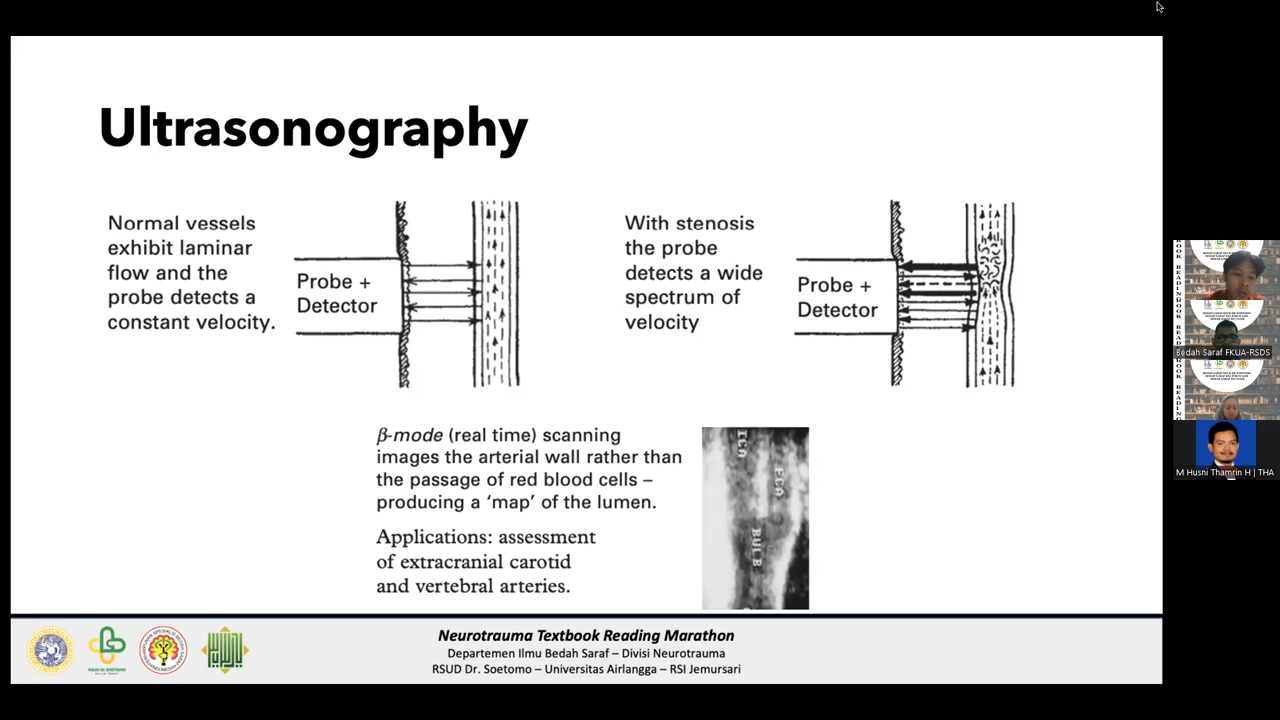 Ultrasonography
Normal vessels
exhibit laminar
flow and the
probe detects a
constant velocity.
Probe +
Detector
With stenosis
the probe
detects a wide
spectrum of
velocity
Probe +
Detector
β-mode (real time) scanning
images the arterial wall rather than
the passage of red blood cells –
producing a ‘map’ of the lumen.
Applications: assessment
of extracranial carotid
and vertebral arteries.
ICA
ECA
BULB
Neurotrauma Textbook Reading Marathon
Departemen Ilmu Bedah Saraf – Divisi Neurotrauma
RSUD Dr. Soetomo – Universitas Airlangga – RSI Jemursari
RSUD Dr. SOETOMO
Bedah Saraf FKUA-RSDS
M Husni Thamrin H | THA